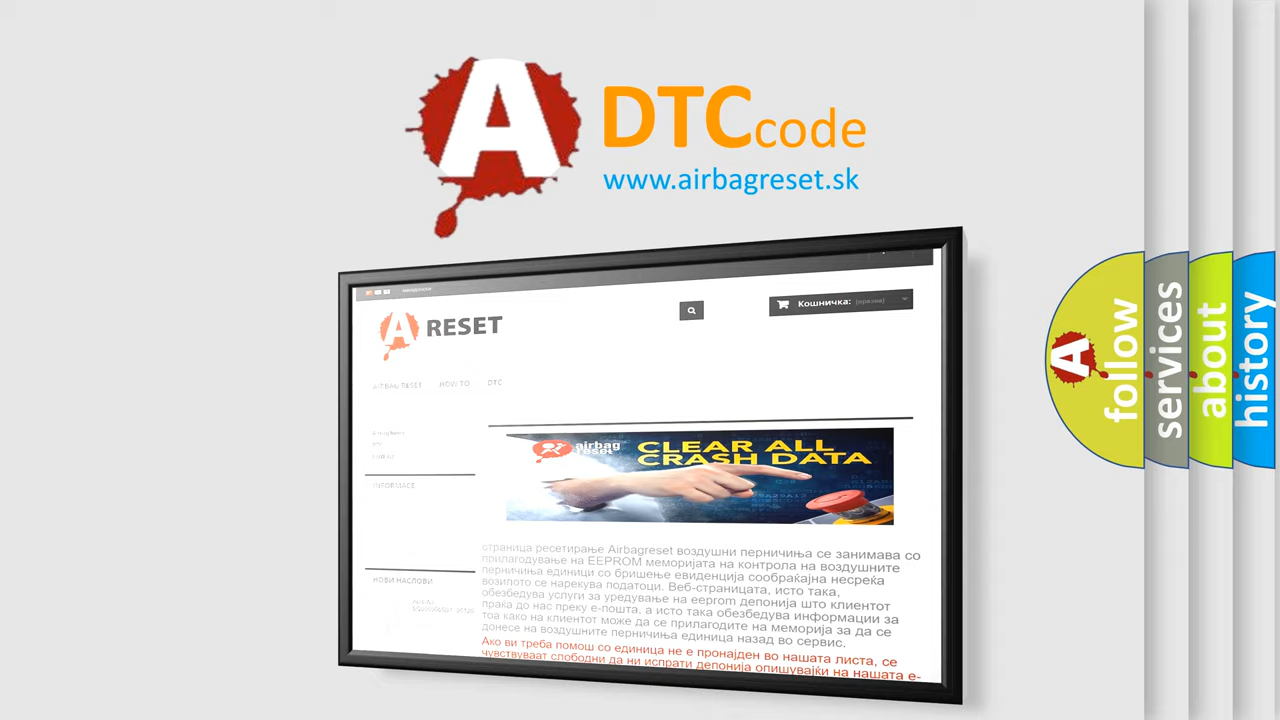 A DTC code
www.airbagreset.sk
A RESET
Кошничка: (празна)
AIRBAG RESET HOW TO DTC
INFORMACE
НОВИ НАСЛОВИ
airbag reset
CLEAR ALL
CRASH DATA
страница ресетирање Airbagreset воздушни перничиња се занимава со
прилагодување на EEPROM меморијата на контрола на воздушните
перничиња единици со бришење евиденција сообраќајна несреќа
возилото се нарекува податоци. Веб-страницата, исто така,
обезбедува услуги за уредување на eeprom депонија што клиентот
праќа до нас преку е-пошта, а исто така обезбедува информации за
тоа како на клиентот може да се прилагодите на меморија за да се
донесе на воздушните перничиња единица назад во сервис.
Ако ви треба помош со единица не е пронајден во нашата листа, се
чувствуваат слободни да ни испрати депонија опишувајќи на нашата е-
A follow
services
about
history